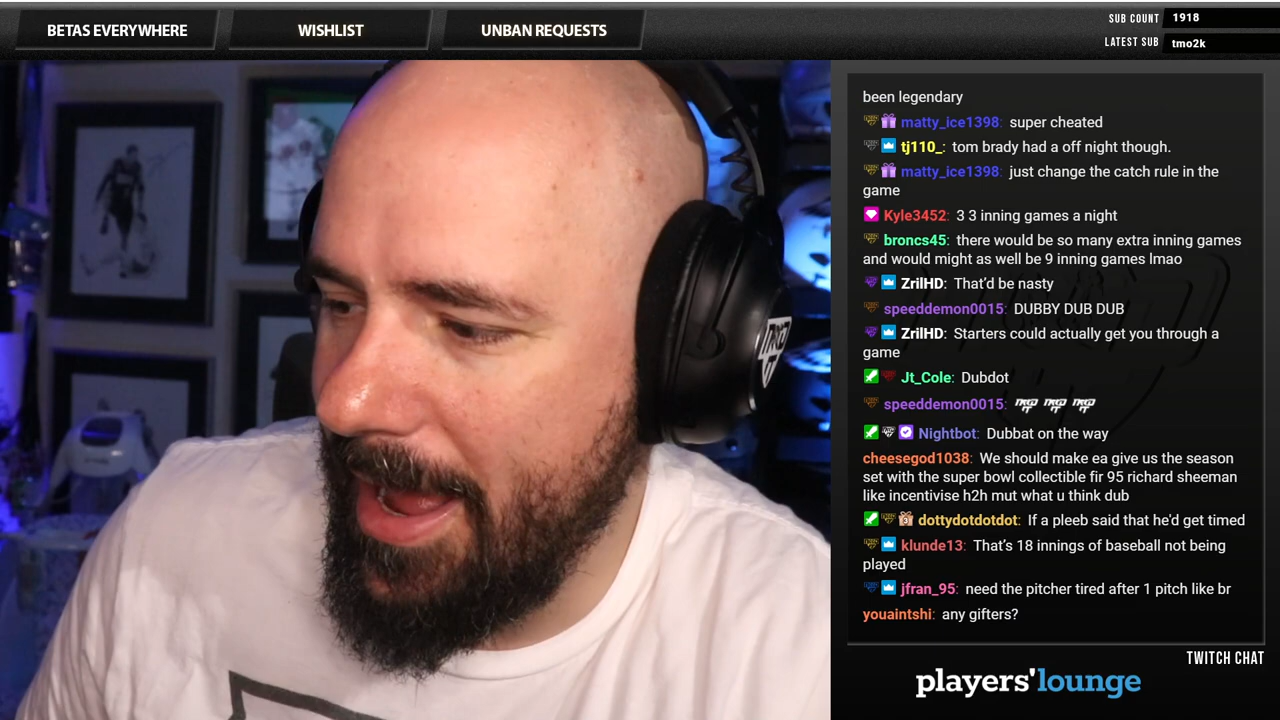 BETAS EVERYWHERE
WISHLIST
UNBAN REQUESTS
SUB COUNT 1918
LATEST SUB tmo2k
been legendary
matty_ice1398: super cheated
tj110_: tom brady had a off night though.
matty_ice1398: just change the catch rule in the
game
Kyle3452: 3 3 inning games a night
broncs45: there would be so many extra inning games
and would might as well be 9 inning games lmao
ZrilHD: That'd be nasty
speeddemon0015: DUBBY DUB DUB
ZrilHD: Starters could actually get you through a
game
Jt_Cole: Dubdot
speeddemon0015:
Nightbot: Dubbat on the way
cheesegod1038: We should make ea give us the season
set with the super bowl collectible fir 95 richard sheeman
like incentivise h2h mut what u think dub
dottydotdotdot: If a pleeb said that he'd get timed
klunde13: That's 18 innings of baseball not being
played
jfran_95: need the pitcher tired after 1 pitch like br
youaintshi: any gifters?
TWITCH CHAT
players'lounge